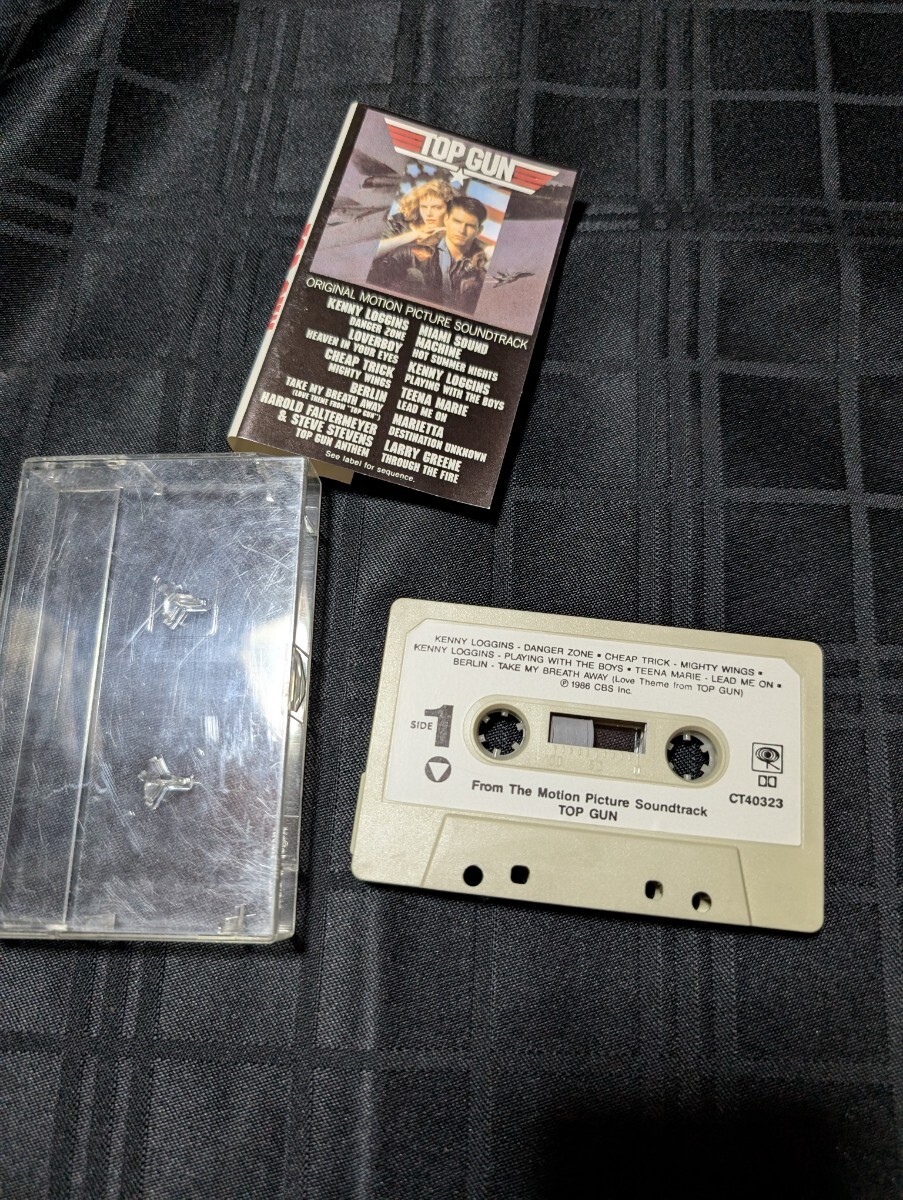 TOP GUN
ORIGINAL MOTION PICTURE SOUNDTRACK
KENNY LOGGINS
DANGER ZONE
LOVERBOY
HEAVEN IN YOUR EYES
CHEAP TRICK
MIGHTY WINGS
BERLIN
TAKE MY BREATH AWAY
(LOVE THEME FROM "TOP GUN")
HAROLD FALTERMEYER
& STEVE STEVENS
TOP GUN ANTHEM
MIAMI SOUND
MACHINE
HOT SUMMER NIGHTS
KENNY LOGGINS
PLAYING WITH THE BOYS
TEENA MARIE
LEAD ME ON
MARIETTA
DESTINATION UNKNOWN
LARRY GREENE
THROUGH THE FIRE
See label for sequence.
KENNY LOGGINS - DANGER ZONE • CHEAP TRICK - MIGHTY WINGS •
KENNY LOGGINS - PLAYING WITH THE BOYS • TEENA MARIE - LEAD ME ON •
BERLIN - TAKE MY BREATH AWAY (Love Theme from TOP GUN)
℗ 1986 CBS Inc.
SIDE 1
CT40323
From The Motion Picture Soundtrack
TOP GUN